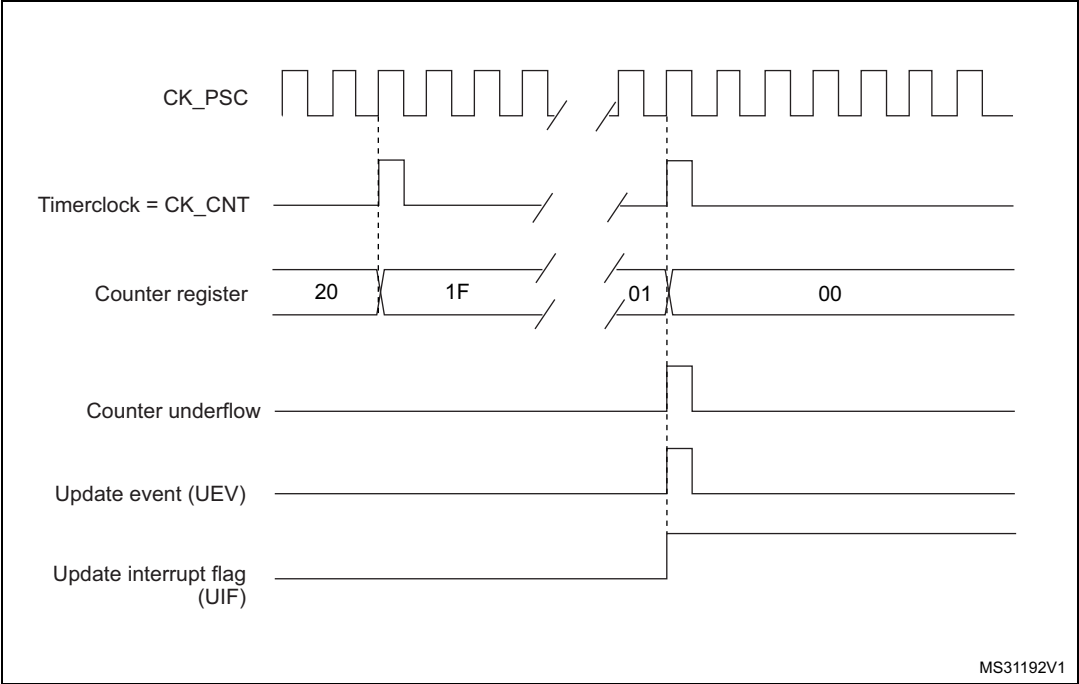 CK_PSC
Timerclock = CK_CNT
Counter register
20
1F
01
00
Counter underflow
Update event (UEV)
Update interrupt flag
(UIF)
MS31192V1